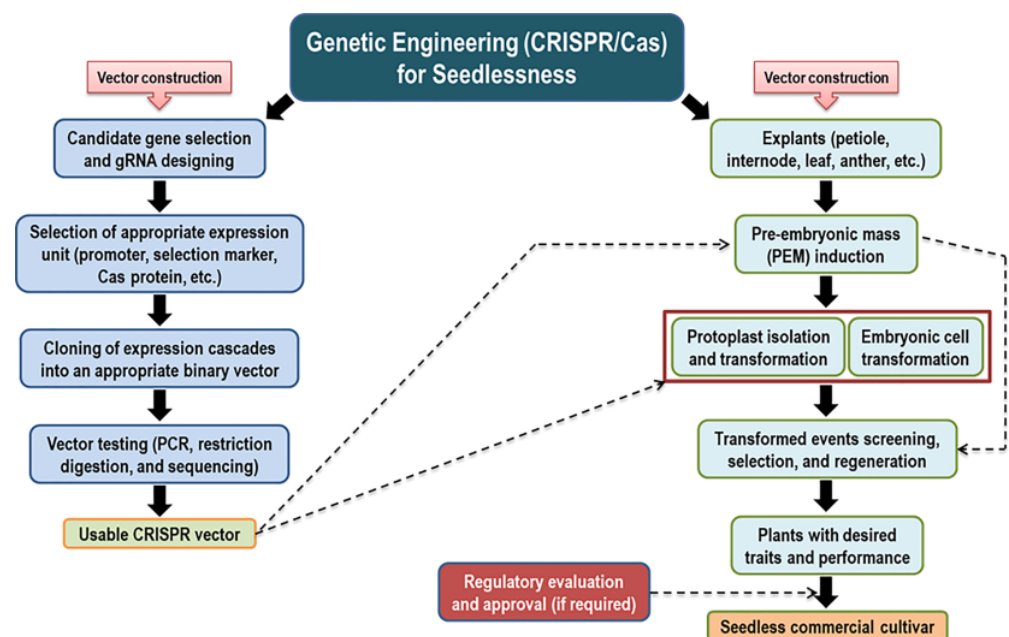 Genetic Engineering (CRISPR/Cas)
for Seedlessness
Vector construction
Candidate gene selection
and gRNA designing
Selection of appropriate expression
unit (promoter, selection marker,
Cas protein, etc.)
Cloning of expression cascades
into an appropriate binary vector
Vector testing (PCR, restriction
digestion, and sequencing)
Usable CRISPR vector
Vector construction
Explants (petiole,
internode, leaf, anther, etc.)
Pre-embryonic mass
(PEM) induction
Protoplast isolation
and transformation
Embryonic cell
transformation
Transformed events screening,
selection, and regeneration
Plants with desired
traits and performance
Regulatory evaluation
and approval (if required)
Seedless commercial cultivar